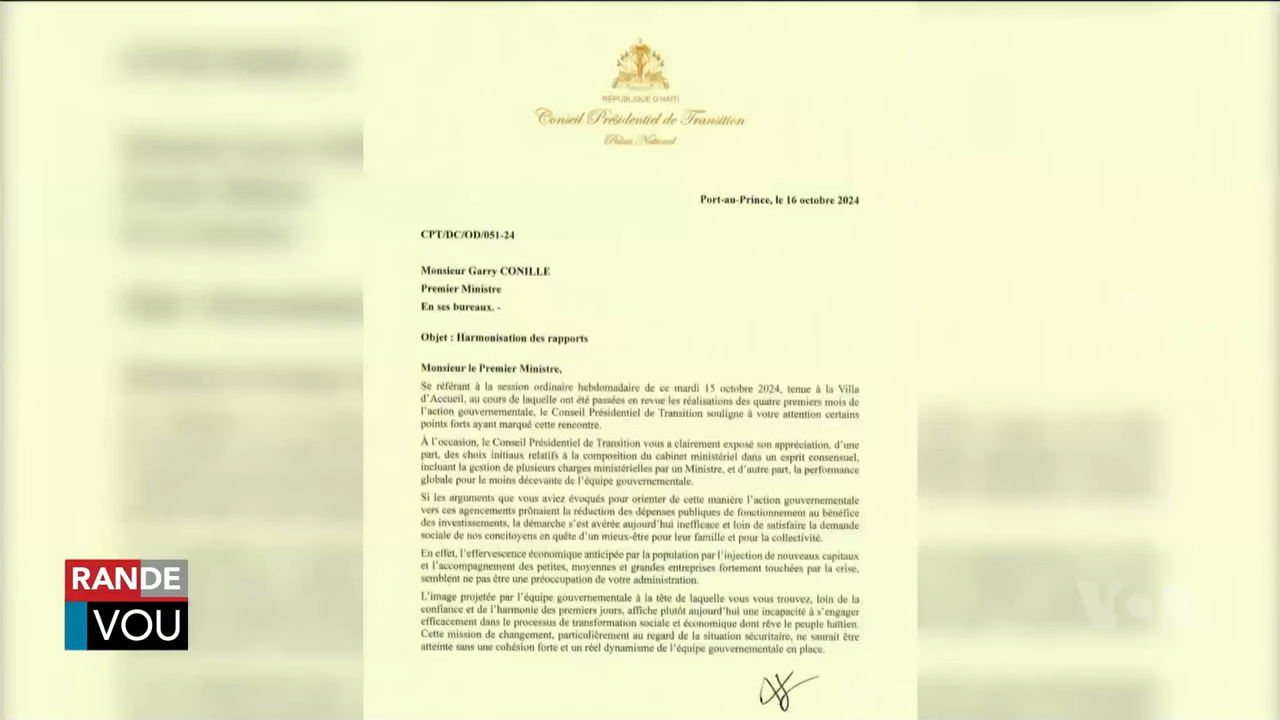 RÉPUBLIQUE D'HAÏTI
Conseil Présidentiel de Transition
Palais National
Port-au-Prince, le 16 octobre 2024
CPT/DC/OD/051-24
Monsieur Garry CONILLE
Premier Ministre
En ses bureaux. -
Objet : Harmonisation des rapports
Monsieur le Premier Ministre,
Se référant à la session ordinaire hebdomadaire de ce mardi 15 octobre 2024, tenue à la Villa
d'Accueil, au cours de laquelle ont été passées en revue les réalisations des quatre premiers mois de
l'action gouvernementale, le Conseil Présidentiel de Transition souligne à votre attention certains
points forts ayant marqué cette rencontre.
À l'occasion, le Conseil Présidentiel de Transition vous a clairement exposé son appréciation, d'une
part, des choix initiaux relatifs à la composition du cabinet ministériel dans un esprit consensuel,
incluant la gestion de plusieurs charges ministérielles par un Ministre, et d'autre part, la performance
globale pour le moins décevante de l'équipe gouvernementale.
Si les arguments que vous aviez évoqués pour orienter de cette manière l'action gouvernementale
vers ces agencements prônaient la réduction des dépenses publiques de fonctionnement au bénéfice
des investissements, la démarche s'est avérée aujourd'hui inefficace et loin de satisfaire la demande
sociale de nos concitoyens en quête d'un mieux-être pour leur famille et pour la collectivité.
En effet, l'effervescence économique anticipée par la population par l'injection de nouveaux capitaux
et l'accompagnement des petites, moyennes et grandes entreprises fortement touchées par la crise,
semblent ne pas être une préoccupation de votre administration.
L'image projetée par l'équipe gouvernementale à la tête de laquelle vous vous trouvez, loin de la
confiance et de l'harmonie des premiers jours, affiche plutôt aujourd'hui une incapacité à s'engager
efficacement dans le processus de transformation sociale et économique dont rêve le peuple haïtien.
Cette mission de changement, particulièrement au regard de la situation sécuritaire, ne saurait être
atteinte sans une cohésion forte et un réel dynamisme de l'équipe gouvernementale en place.
RANDE
VOU
VOA